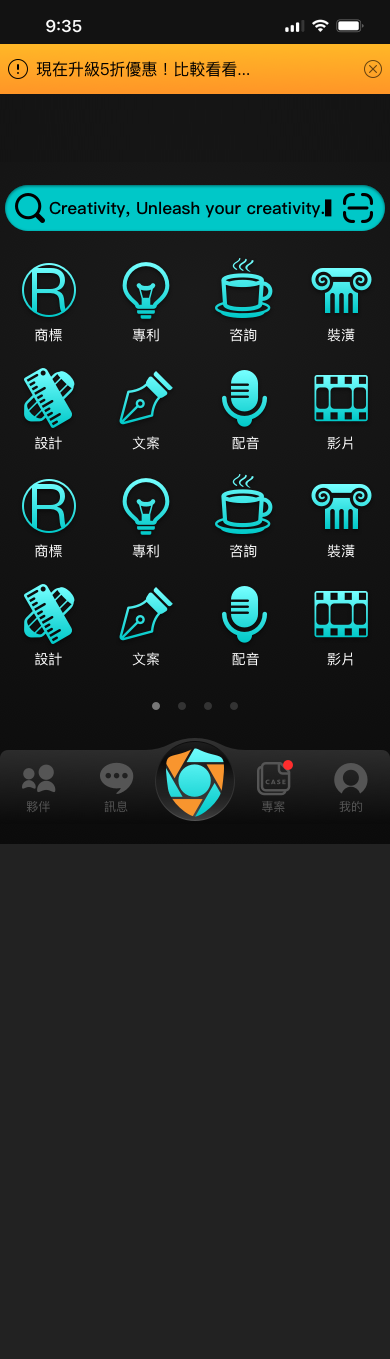 9:35
現在升級5折優惠！比較看看...
Creativity, Unleash your creativity.
商標 專利 咨詢 裝潢
設計 文案 配音 影片
商標 專利 咨詢 裝潢
設計 文案 配音 影片
CASE
夥伴 訊息 專案 我的